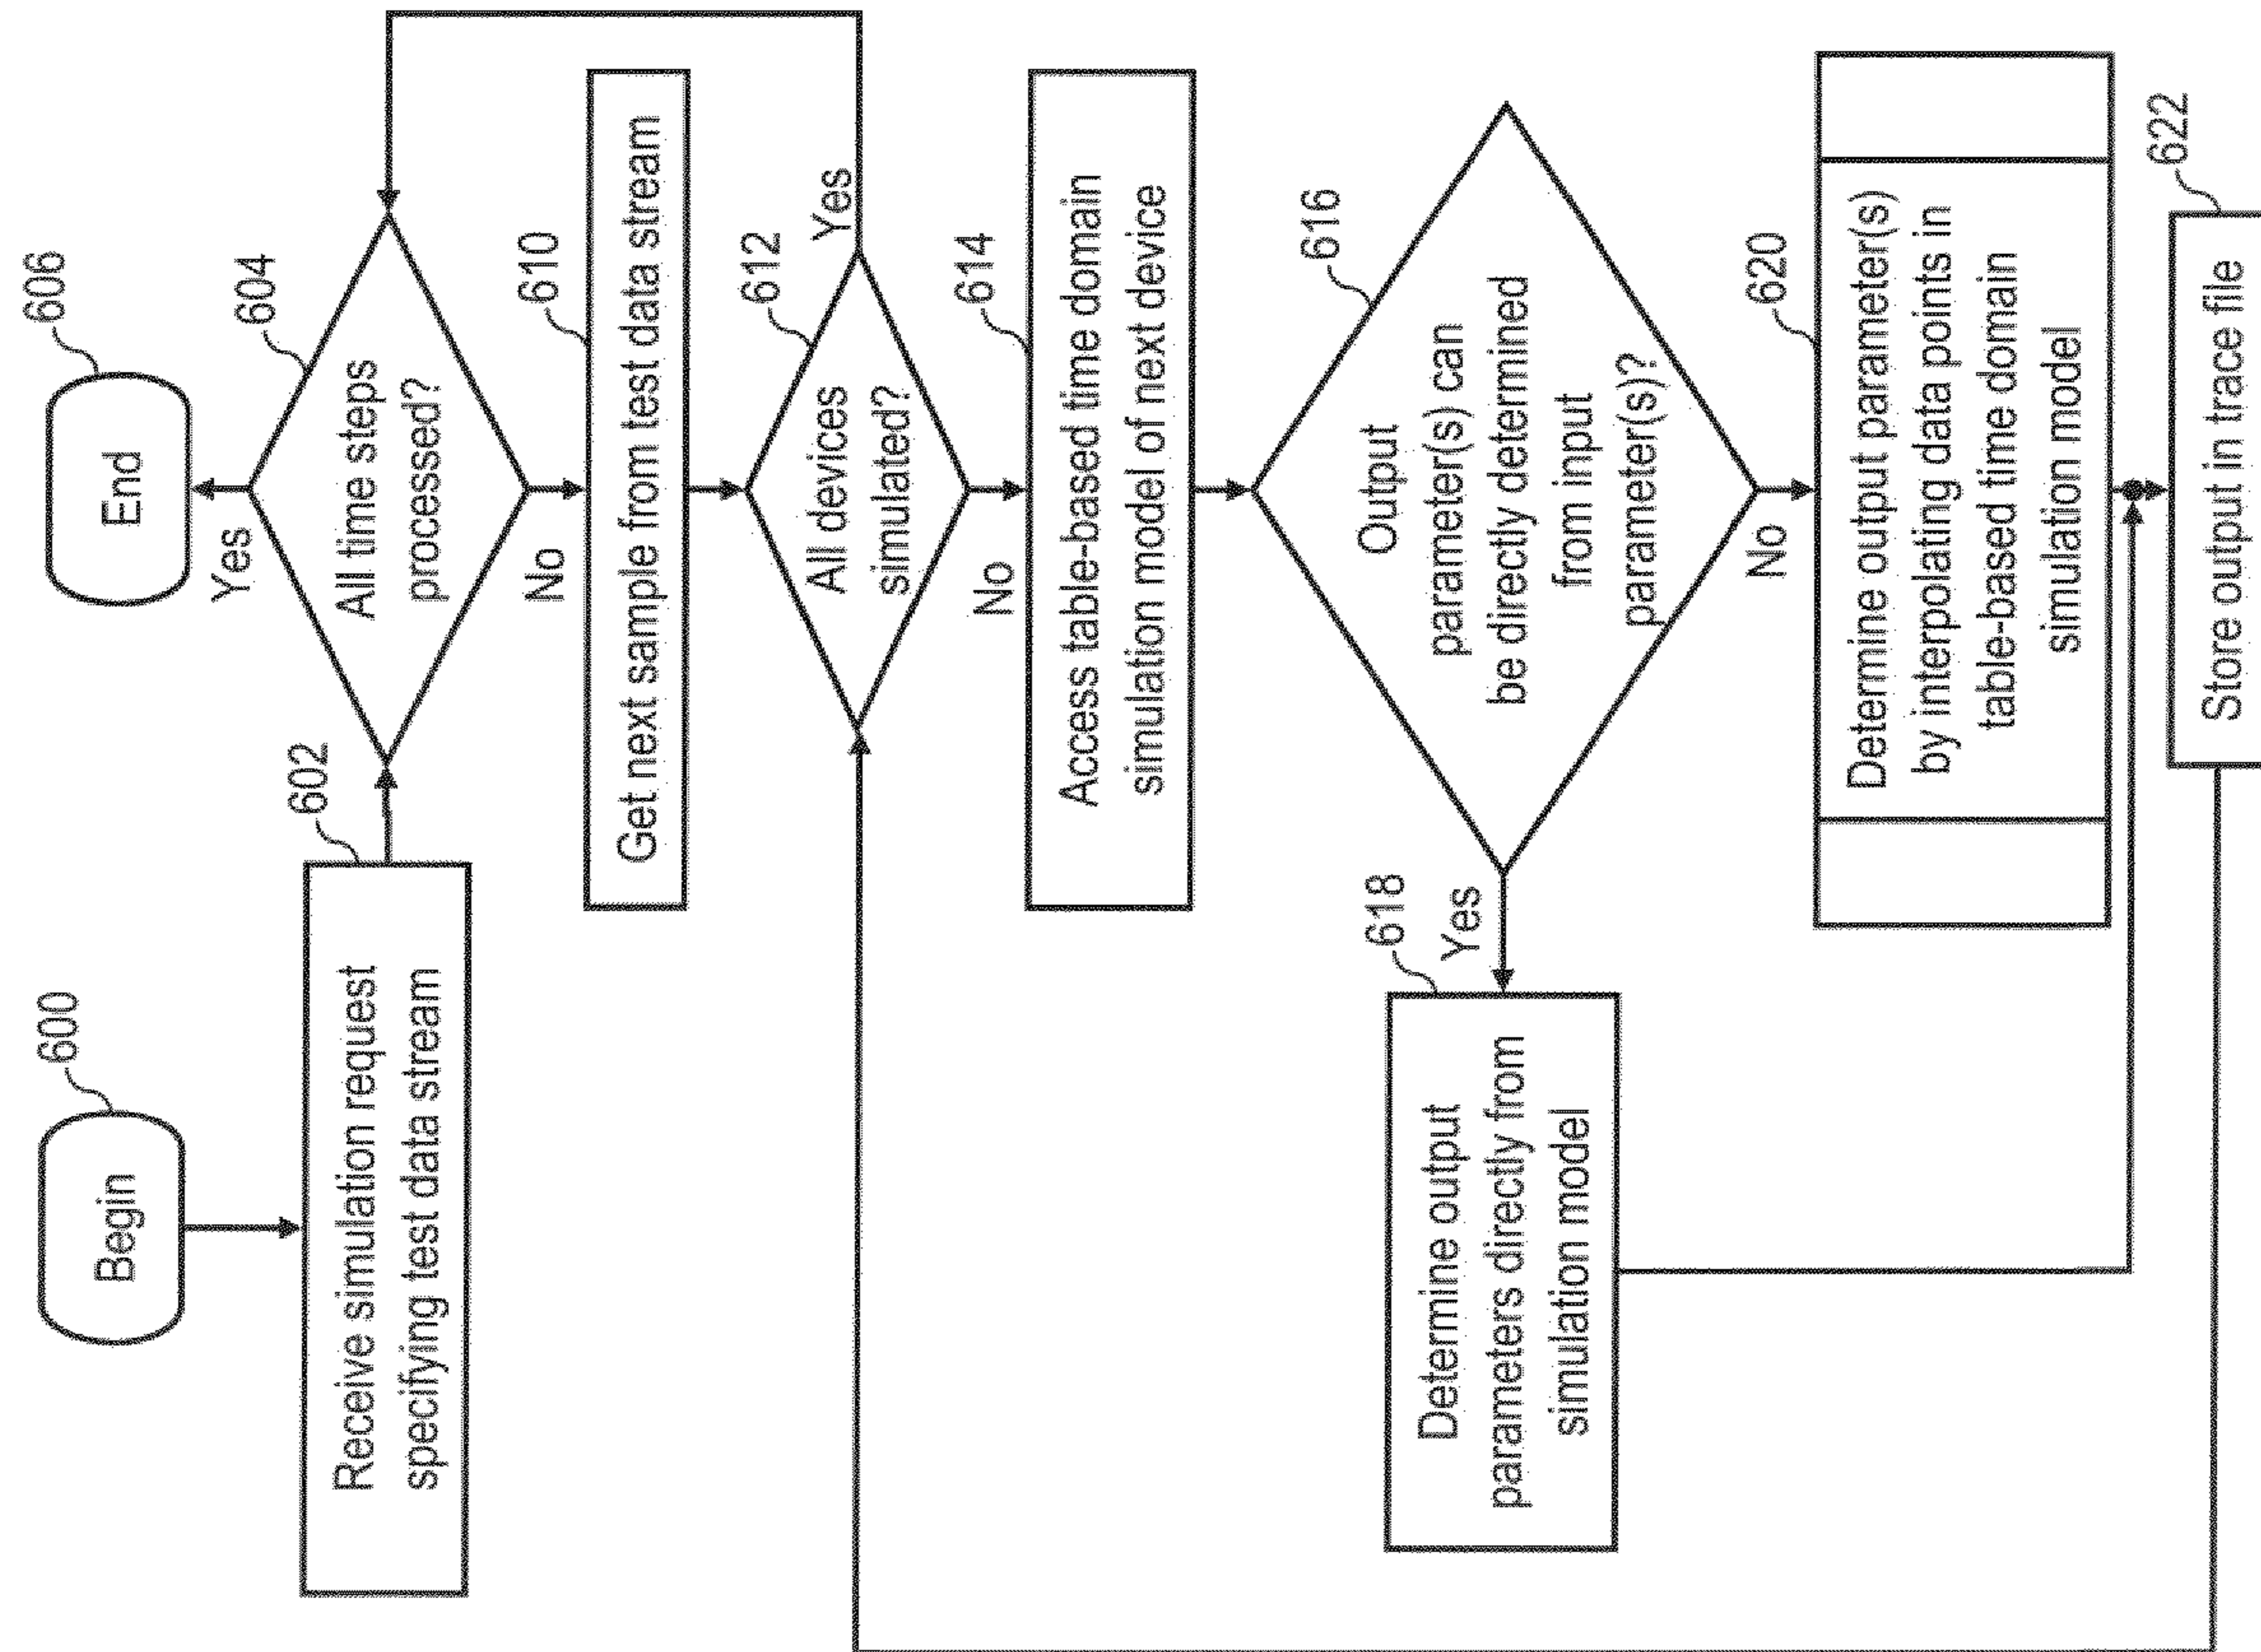 600
Begin
602
Receive simulation request
specifying test data stream
606
End
Yes
604
All time steps
processed?
No
610
Get next sample from test data stream
612
All devices
simulated?
Yes
No
614
Access table-based time domain
simulation model of next device
616
Output
parameter(s) can
be directly determined
from input
parameter(s)?
Yes
618
Determine output
parameters directly from
simulation model
No
620
Determine output parameter(s)
by interpolating data points in
table-based time domain
simulation model
622
Store output in trace file